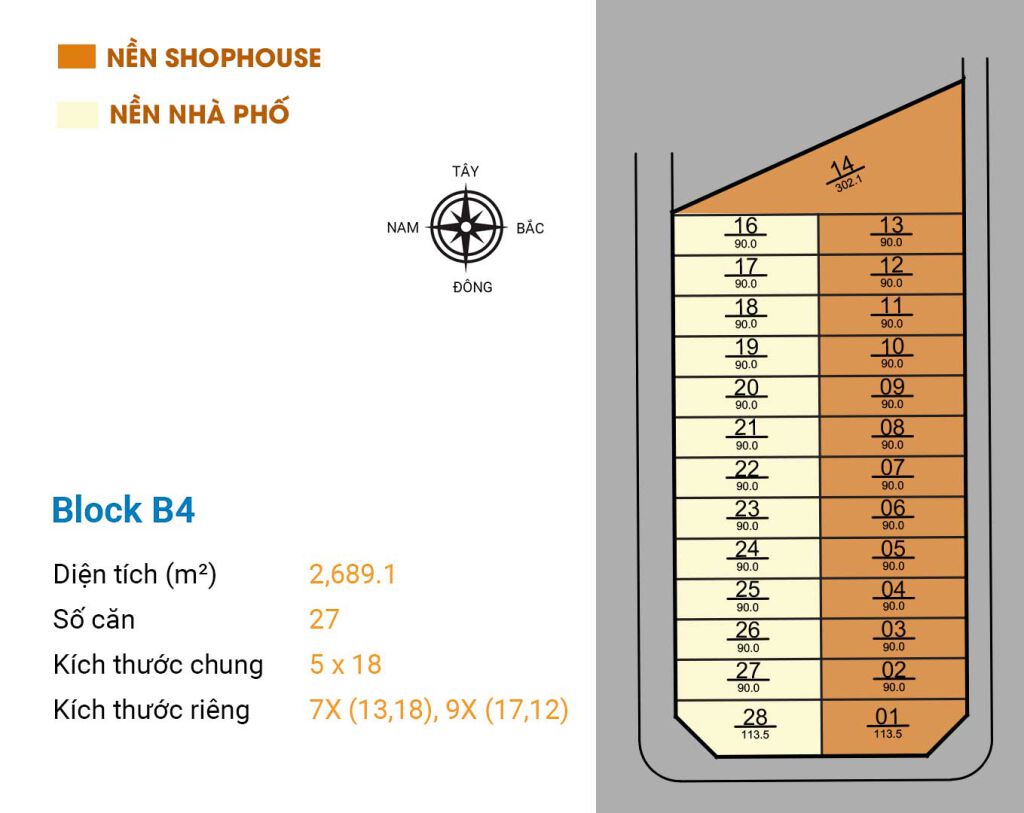 NỀN SHOPHOUSE
NỀN NHÀ PHỐ
TÂY
NAM
BẮC
ĐÔNG
Block B4
Diện tích (m²) 2,689.1
Số căn 27
Kích thước chung 5 x 18
Kích thước riêng 7X (13,18), 9X (17,12)
14
302.1
16 13
90.0 90.0
17 12
90.0 90.0
18 11
90.0 90.0
19 10
90.0 90.0
20 09
90.0 90.0
21 08
90.0 90.0
22 07
90.0 90.0
23 06
90.0 90.0
24 05
90.0 90.0
25 04
90.0 90.0
26 03
90.0 90.0
27 02
90.0 90.0
28 01
113.5 113.5